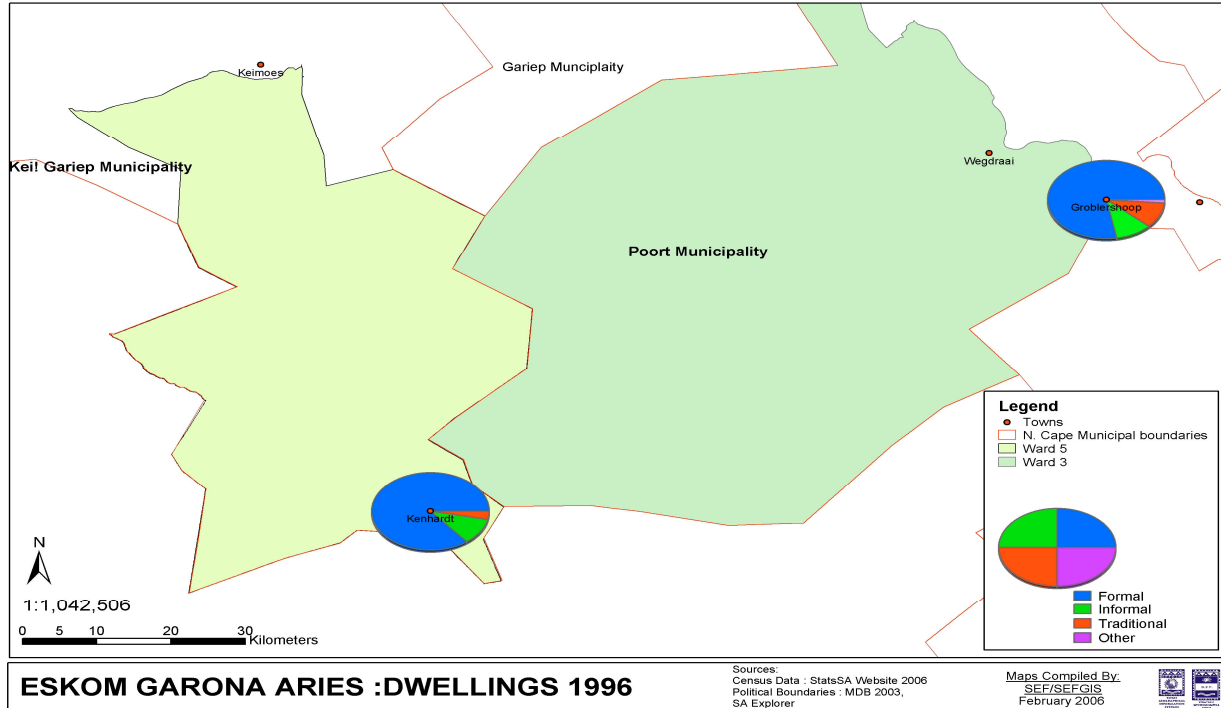 Keimoes
Gariep Munciplaity
Kei! Gariep Municipality
Wegdraai
Groblershoop
Poort Municipality
Kenhardt
N
1:1,042,506
0 5 10 20 30
Kilometers
Legend
Towns
N. Cape Municipal boundaries
Ward 5
Ward 3
Formal
Informal
Traditional
Other
ESKOM GARONA ARIES :DWELLINGS 1996
Sources:
Census Data : StatsSA Website 2006
Political Boundaries : MDB 2003,
SA Explorer
Maps Compiled By:
SEF/SEFGIS
February 2006